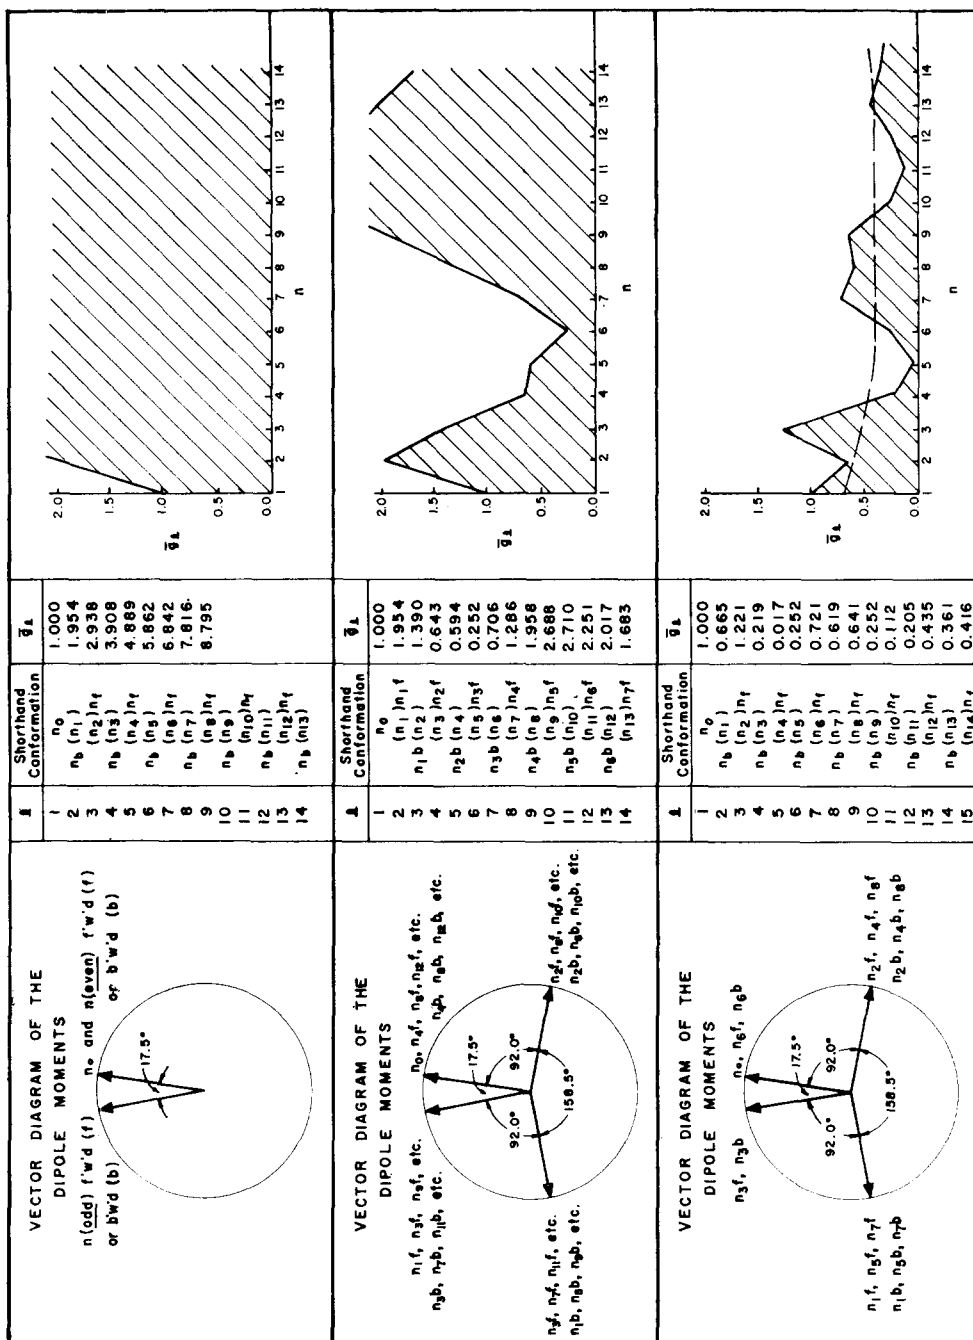 VECTOR DIAGRAM OF THE
DIPOLE MOMENTS
n(odd) f'w'd (f)
or b'w'd (b)
n₀ and n(even) f'w'd (f)
or b'w'd (b)
17.5°
ℓ
Shorthand
Conformation
ḡℓ
1 n₀ 1.000
2 n_b (n₁) 1.954
3 (n₂)n_f 2.938
4 n_b (n₃) 3.908
5 (n₄)n_f 4.889
6 n_b (n₅) 5.862
7 (n₆)n_f 6.842
8 n_b (n₇) 7.816
9 (n₈)n_f 8.795
10 n_b (n₉)
11 (n₁₀)n_f
12 n_b (n₁₁)
13 (n₁₂)n_f
14 n_b (n₁₃)
ḡℓ
2.0
1.5
1.0
0.5
0.0
1 2 3 4 5 6 7 8 9 10 11 12 13 14
n
VECTOR DIAGRAM OF THE
DIPOLE MOMENTS
n₁f, n₅f, n₉f, etc.
n₃b, n₇b, n₁₁b, etc.
n₀, n₄f, n₈f, n₁₂f, etc.
n₄b, n₈b, n₁₂b, etc.
17.5°
92.0°
92.0°
158.5°
n₃f, n₇f, n₁₁f, etc.
n₁b, n₅b, n₉b, etc.
n₂f, n₆f, n₁₀f, etc.
n₂b, n₆b, n₁₀b, etc.
ℓ
Shorthand
Conformation
ḡℓ
1 n₀ 1.000
2 (n₁)n₁f 1.954
3 n₁b (n₂) 1.390
4 (n₃)n₂f 0.643
5 n₂b (n₄) 0.594
6 (n₅)n₃f 0.252
7 n₃b (n₆) 0.706
8 (n₇)n₄f 1.286
9 n₄b (n₈) 1.958
10 (n₉)n₅f 2.688
11 n₅b (n₁₀) 2.710
12 (n₁₁)n₆f 2.251
13 n₆b (n₁₂) 2.017
14 (n₁₃)n₇f 1.683
ḡℓ
2.0
1.5
1.0
0.5
0.0
1 2 3 4 5 6 7 8 9 10 11 12 13 14
n
VECTOR DIAGRAM OF THE
DIPOLE MOMENTS
n₃f, n₃b
n₀, n₆f, n₆b
17.5°
92.0°
92.0°
158.5°
n₁f, n₅f, n₇f
n₁b, n₅b, n₇b
n₂f, n₄f, n₈f
n₂b, n₄b, n₈b
ℓ
Shorthand
Conformation
ḡℓ
1 n₀ 1.000
2 n_b (n₁) 0.665
3 (n₂)n_f 1.221
4 n_b (n₃) 0.219
5 (n₄)n_f 0.017
6 n_b (n₅) 0.252
7 (n₆)n_f 0.721
8 n_b (n₇) 0.619
9 (n₈)n_f 0.641
10 n_b (n₉) 0.252
11 (n₁₀)n_f 0.112
12 n_b (n₁₁) 0.205
13 (n₁₂)n_f 0.435
14 n_b (n₁₃) 0.361
15 (n₁₄)n_f 0.416
ḡℓ
2.0
1.5
1.0
0.5
0.0
1 2 3 4 5 6 7 8 9 10 11 12 13 14
n